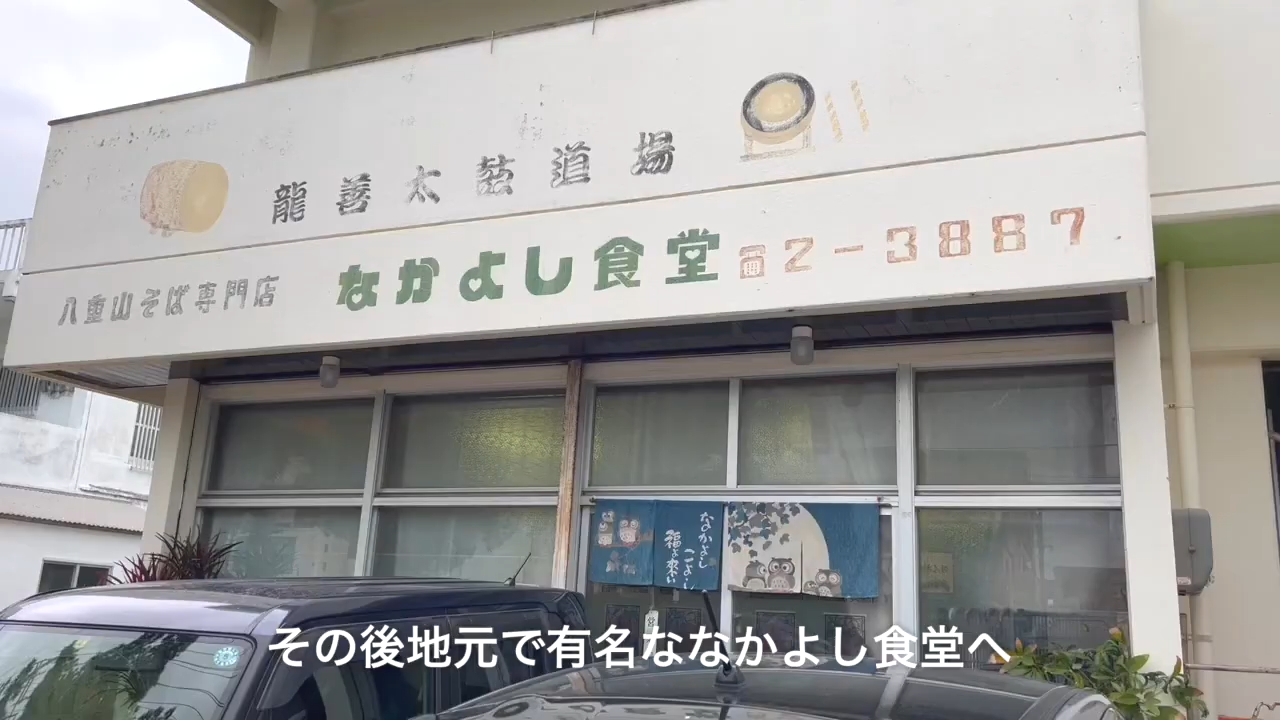 龍善太鼓道場
八重山そば専門店 なかよし食堂 ☎2-3887
なかよし
こよし
福よ来い
その後地元で有名ななかよし食堂へ